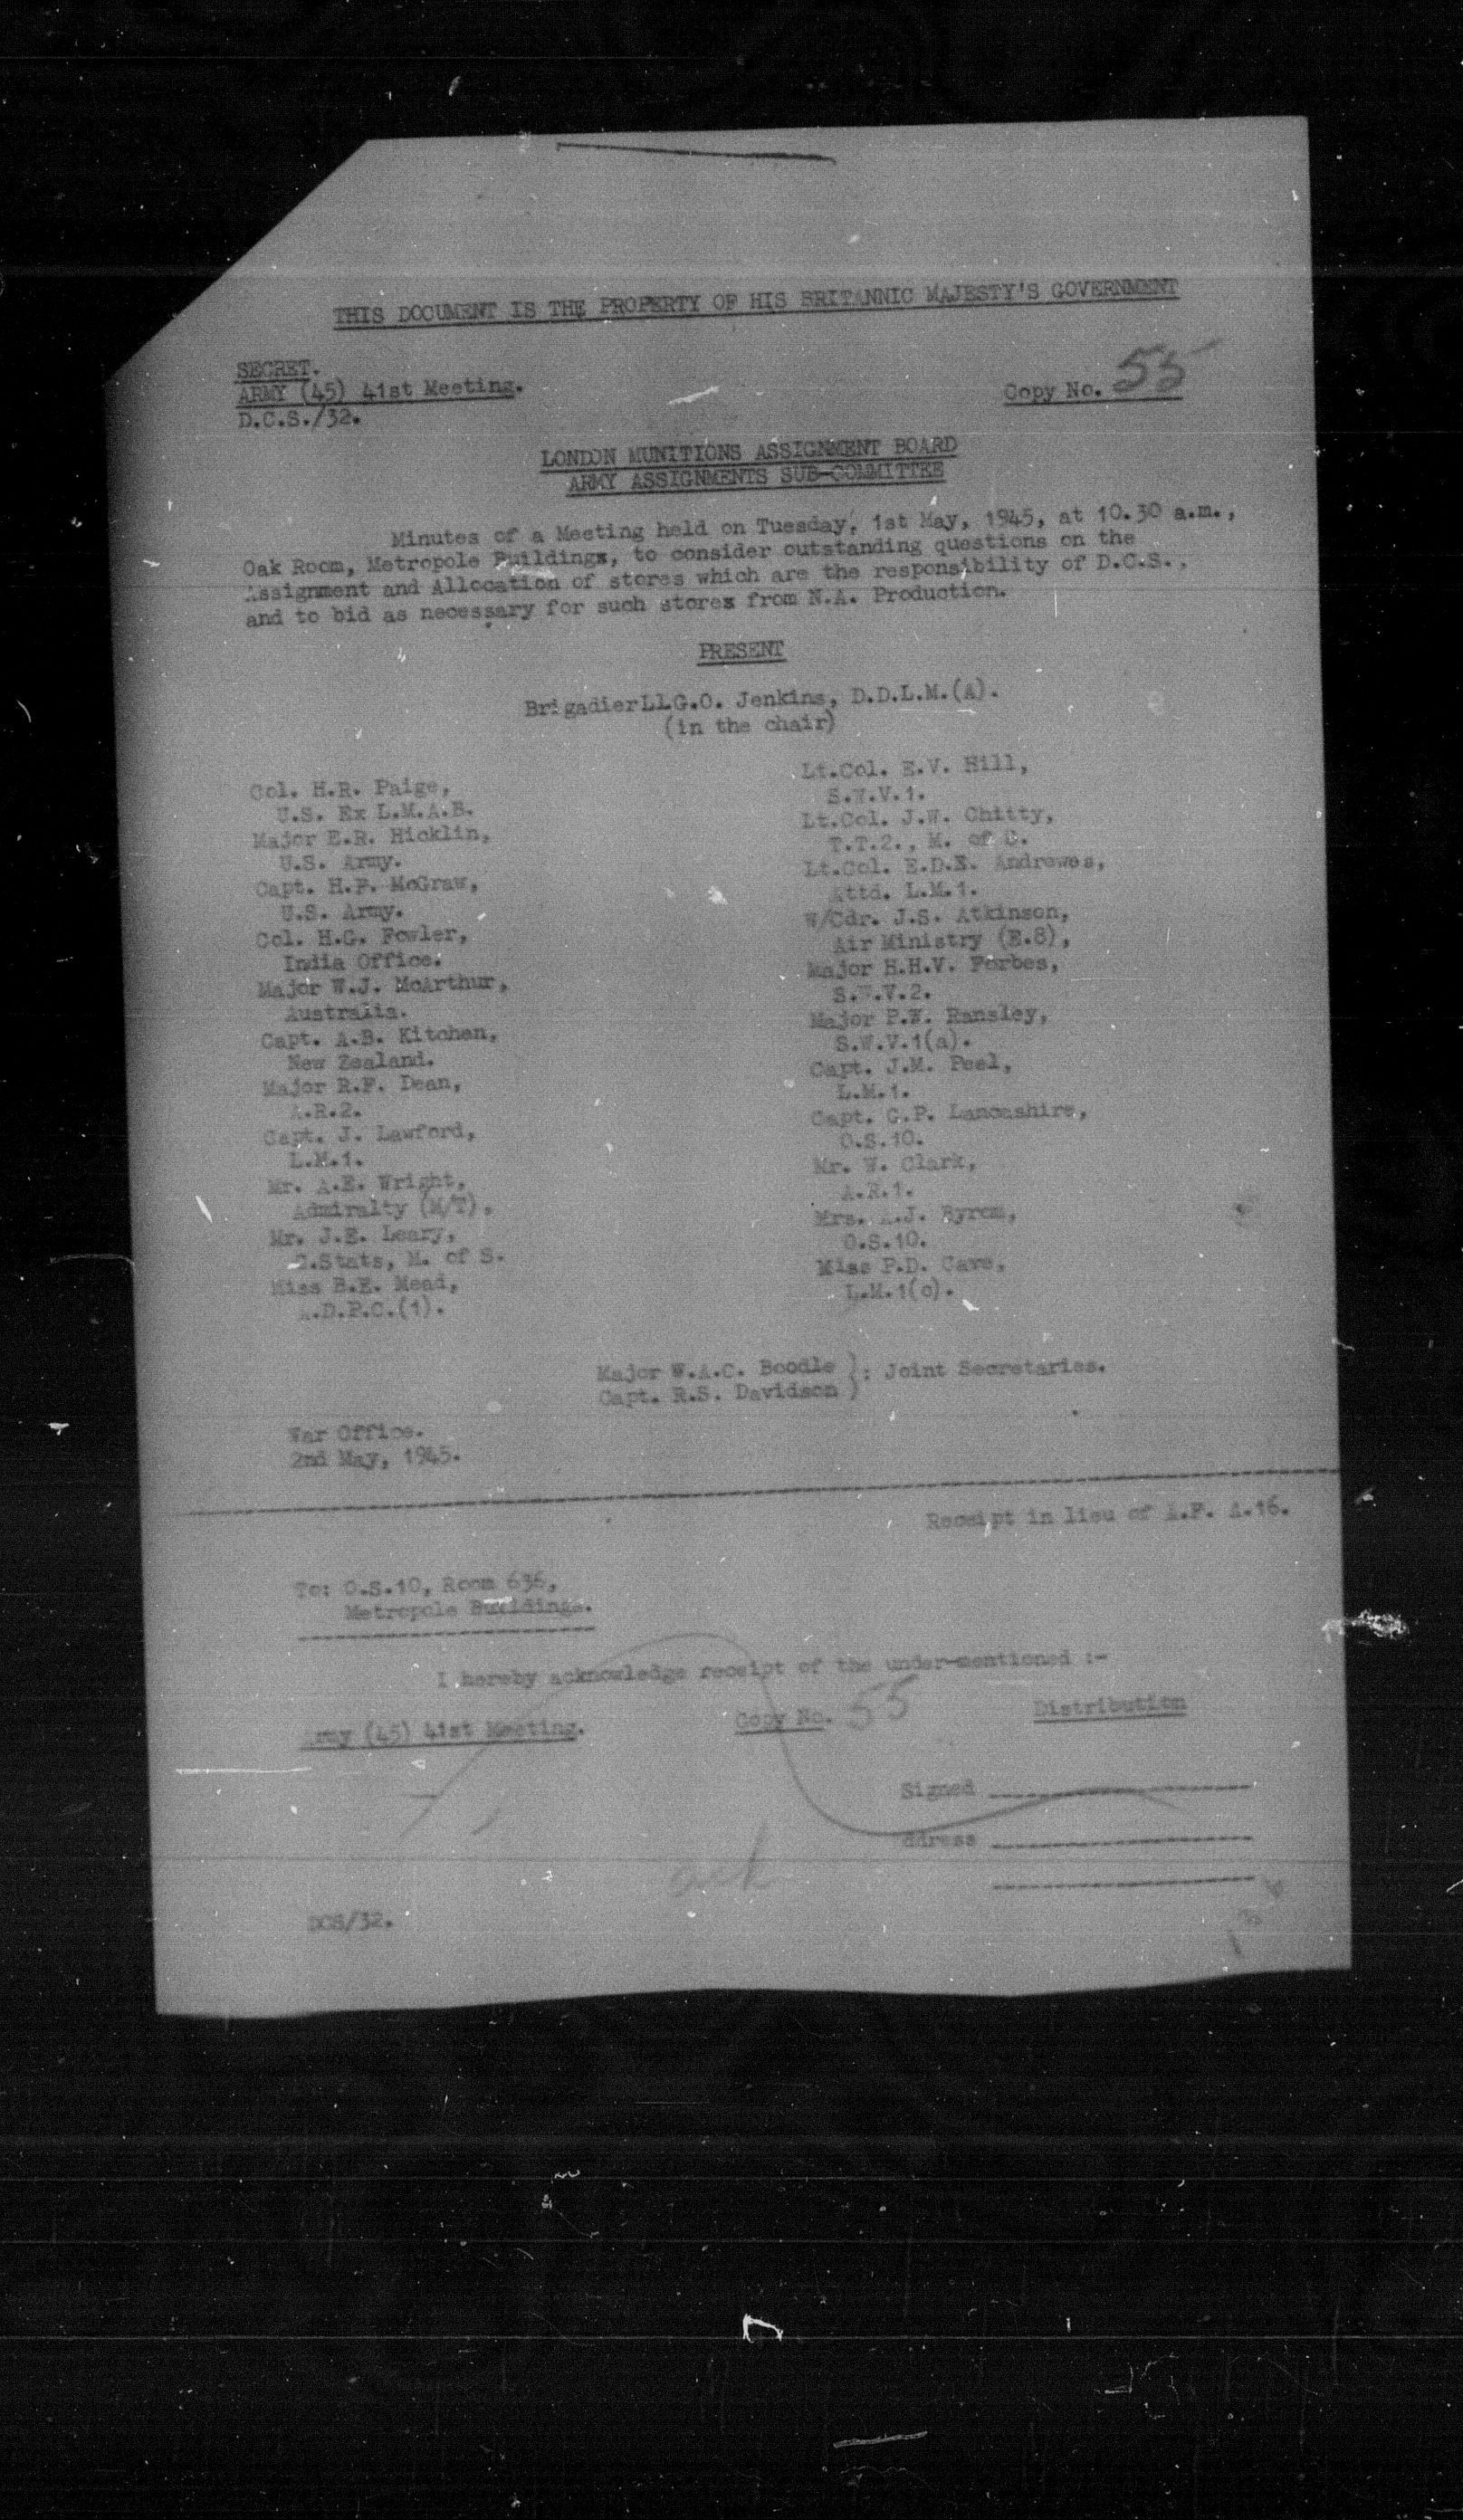 THIS DOCUMENT IS THE PROPERTY OF HIS BRITANNIC MAJESTY'S GOVERNMENT
SECRET.
ARMY (45) 41st Meeting.
Copy No. 55
D.C.S./32.
LONDON MUNITIONS ASSIGNMENT BOARD
ARMY ASSIGNMENTS SUB-COMMITTEE
Minutes of a Meeting held on Tuesday, 1st May, 1945, at 10.30 a.m.,
Oak Room, Metropole Buildings, to consider outstanding questions on the
Assignment and Allocation of stores which are the responsibility of D.C.S.,
and to bid as necessary for such stores from N.A. Production.
PRESENT
Brigadier LL.G.O. Jenkins, D.D.L.M.(A).
(in the chair)
Col. H.R. Paige,
U.S. Ex L.M.A.B.
Major E.R. Hicklin,
U.S. Army.
Capt. H.P. McGraw,
U.S. Army.
Col. H.G. Fowler,
India Office.
Major W.J. McArthur,
Australia.
Capt. A.B. Kitchen,
New Zealand.
Major R.F. Dean,
A.R.2.
Capt. J. Lawford,
L.M.1.
Mr. A.E. Wright,
Admiralty (M/T).
Mr. J.E. Leary,
Stats, M. of S.
Miss B.E. Mead,
A.D.P.C.(1).
Lt.Col. E.V. Hill,
S.W.V.1.
Lt.Col. J.W. Chitty,
T.T.2., M. of S.
Lt.Col. E.D.E. Andrewes,
Attd. L.M.1.
W/Cdr. J.S. Atkinson,
Air Ministry (E.8),
Major H.H.V. Forbes,
S.W.V.2.
Major P.W. Ransley,
S.W.V.1(a).
Capt. J.M. Peel,
L.M.1.
Capt. C.P. Lancashire,
O.S.10.
Mr. W. Clark,
A.R.1.
Mrs. A.J. Byrom,
O.S.10.
Miss P.D. Cave,
L.M.1(c).
Major W.A.C. Boodle
Capt. R.S. Davidson } : Joint Secretaries.
War Office.
2nd May, 1945.
Receipt in lieu of A.F. A.16.
To: O.S.10, Room 636,
Metropole Buildings.
I hereby acknowledge receipt of the under-mentioned :-
Army (45) 41st Meeting. Copy No. 55 Distribution
Signed
Address
ack
DCS/32.